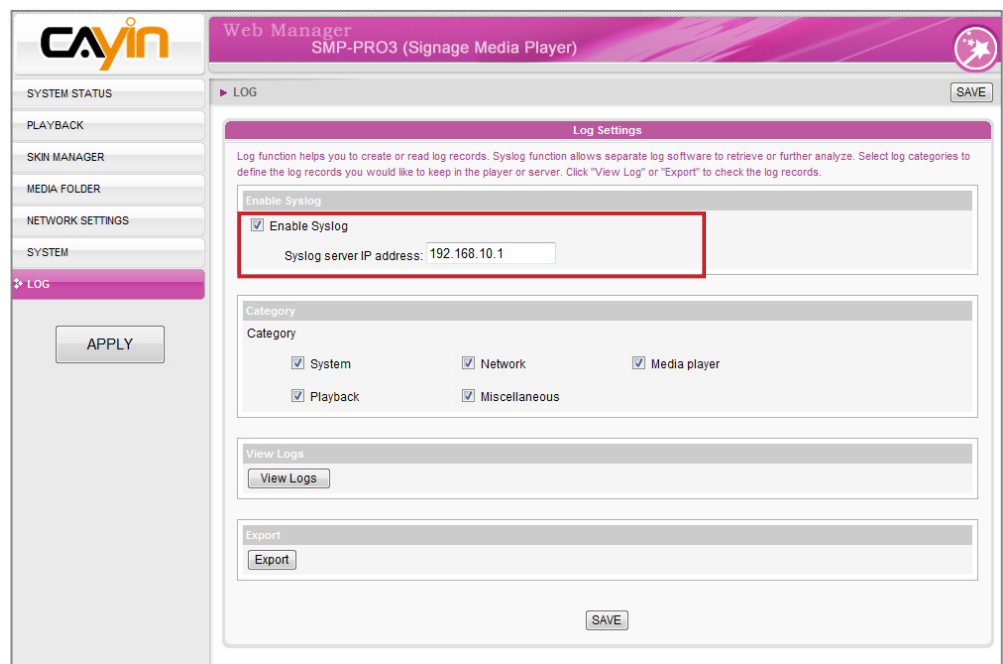 CAYIN
Web Manager
SMP-PRO3 (Signage Media Player)
SYSTEM STATUS
PLAYBACK
SKIN MANAGER
MEDIA FOLDER
NETWORK SETTINGS
SYSTEM
LOG
APPLY
LOG
SAVE
Log Settings
Log function helps you to create or read log records. Syslog function allows separate log software to retrieve or further analyze. Select log categories to
define the log records you would like to keep in the player or server. Click "View Log" or "Export" to check the log records.
Enable Syslog
Enable Syslog
Syslog server IP address: 192.168.10.1
Category
Category
System Network Media player
Playback Miscellaneous
View Logs
View Logs
Export
Export
SAVE